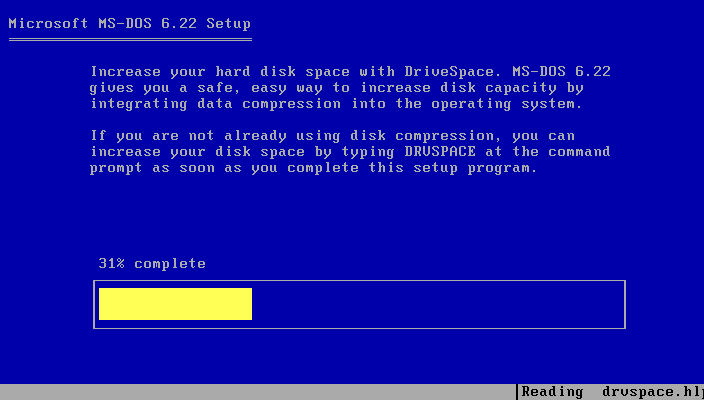 Microsoft MS-DOS 6.22 Setup
Increase your hard disk space with DriveSpace. MS-DOS 6.22
gives you a safe, easy way to increase disk capacity by
integrating data compression into the operating system.
If you are not already using disk compression, you can
increase your disk space by typing DRVSPACE at the command
prompt as soon as you complete this setup program.
31% complete
Reading drvspace.hlp